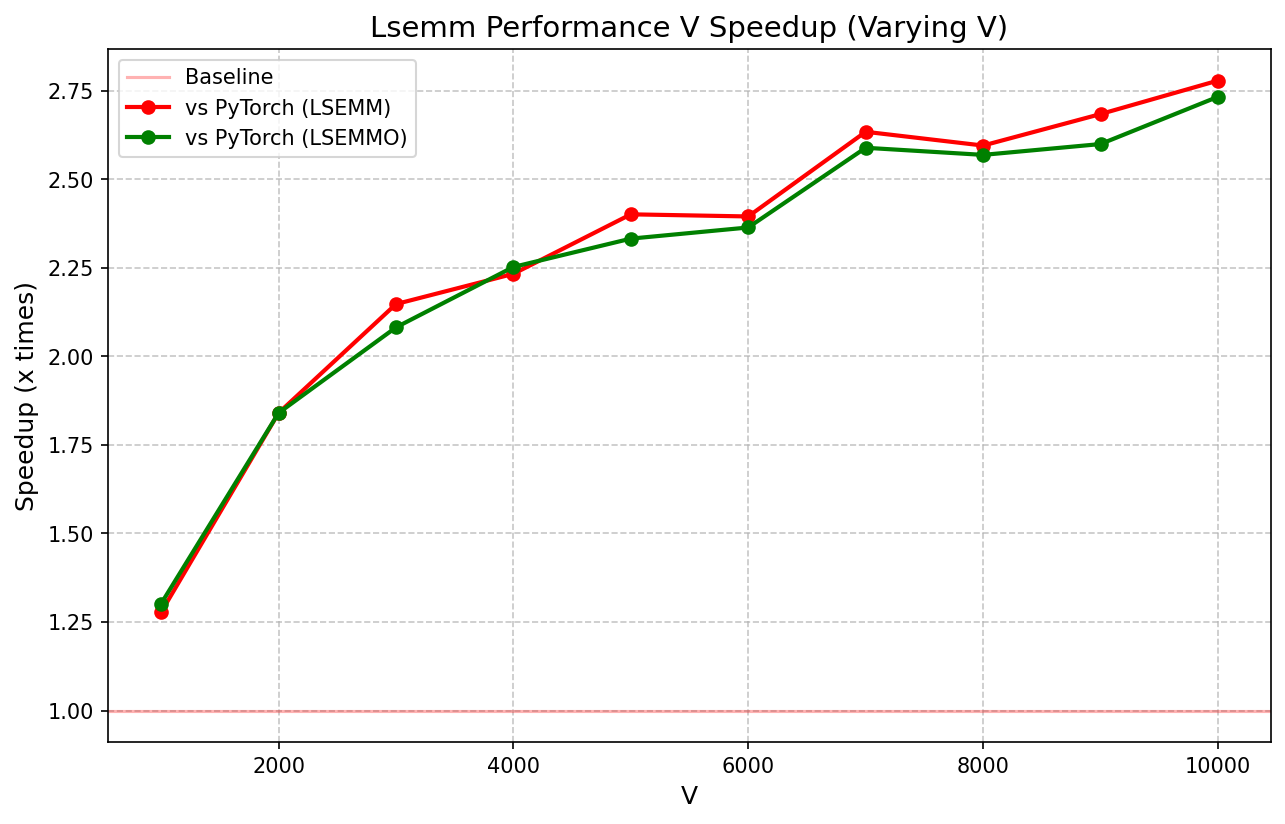 Lsemm Performance V Speedup (Varying V)
Baseline
vs PyTorch (LSEMM)
vs PyTorch (LSEMMO)
Speedup (x times)
2.75
2.50
2.25
2.00
1.75
1.50
1.25
1.00
2000 4000 6000 8000 10000
V